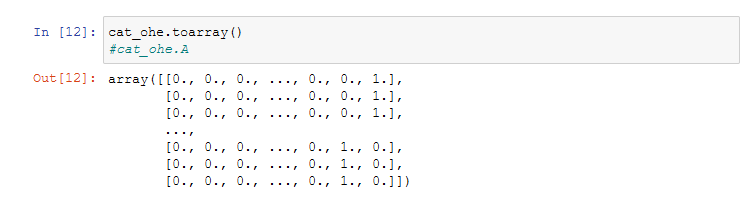 In [12]: cat_ohe.toarray()
#cat_ohe.A
Out[12]: array([[0., 0., 0., ..., 0., 0., 1.],
[0., 0., 0., ..., 0., 0., 1.],
[0., 0., 0., ..., 0., 0., 1.],
...,
[0., 0., 0., ..., 0., 1., 0.],
[0., 0., 0., ..., 0., 1., 0.],
[0., 0., 0., ..., 0., 1., 0.]])